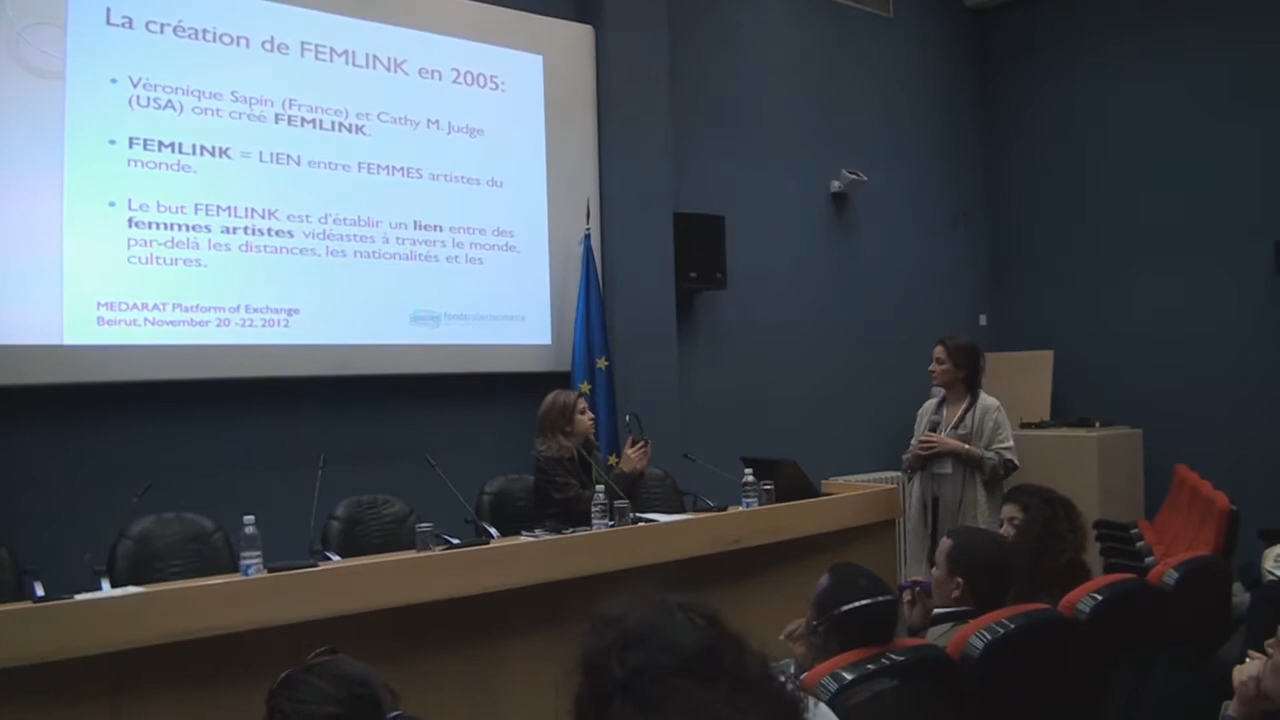 La création de FEMLINK en 2005:
• Véronique Sapin (France) et Cathy M. Judge
(USA) ont créé FEMLINK.
• FEMLINK = LIEN entre FEMMES artistes du
monde.
• Le but FEMLINK est d'établir un lien entre des
femmes artistes vidéastes à travers le monde,
par-delà les distances, les nationalités et les
cultures.
MEDARAT Platform of Exchange
Beirut, November 20 -22, 2012